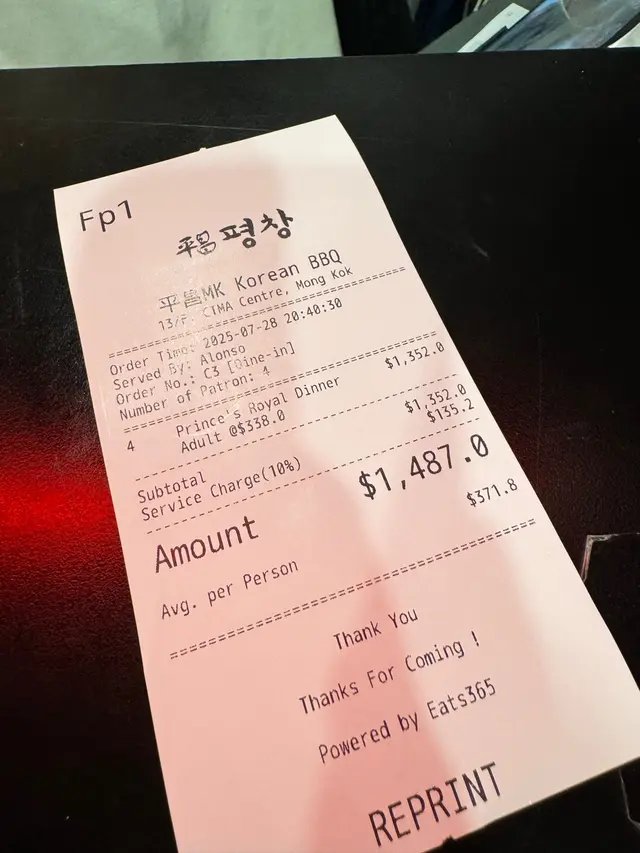 Fp1
平昌 평창
平昌MK Korean BBQ
13/F, CTMA Centre, Mong Kok
Order Time: 2025-07-28 20:40:30
Served By: Alonso
Order No.: C3 [Dine-in]
Number of Patron: 4
4 Prince's Royal Dinner $1,352.0
Adult @$338.0
Subtotal $1,352.0
Service Charge(10%) $135.2
Amount $1,487.0
Avg. per Person $371.8
Thank You
Thanks For Coming !
Powered by Eats365
REPRINT